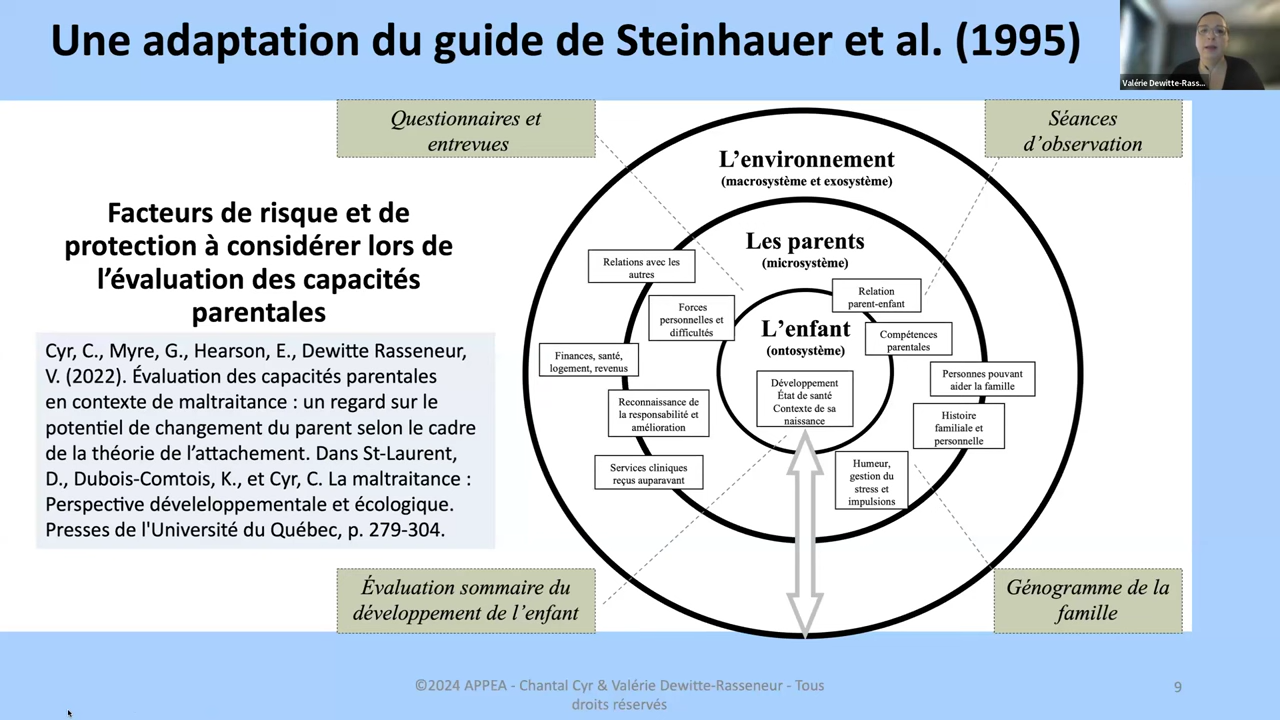 Une adaptation du guide de Steinhauer et al. (1995)
Valérie Dewitte-Rass...
Questionnaires et
entrevues
Séances
d’observation
Facteurs de risque et de
protection à considérer lors de
l’évaluation des capacités
parentales
Cyr, C., Myre, G., Hearson, E., Dewitte Rasseneur,
V. (2022). Évaluation des capacités parentales
en contexte de maltraitance : un regard sur le
potentiel de changement du parent selon le cadre
de la théorie de l’attachement. Dans St-Laurent,
D., Dubois-Comtois, K., et Cyr, C. La maltraitance :
Perspective déveleloppementale et écologique.
Presses de l'Université du Québec, p. 279-304.
L’environnement
(macrosystème et exosystème)
Les parents
(microsystème)
L’enfant
(ontosystème)
Développement
État de santé
Contexte de sa
naissance
Relations avec les
autres
Forces
personnelles et
difficultés
Finances, santé,
logement, revenus
Reconnaissance de
la responsabilité et
amélioration
Services cliniques
reçus auparavant
Relation
parent-enfant
Compétences
parentales
Personnes pouvant
aider la famille
Histoire
familiale et
personnelle
Humeur,
gestion du
stress et
impulsions
Évaluation sommaire du
développement de l’enfant
Génogramme de la
famille
©2024 APPEA - Chantal Cyr & Valérie Dewitte-Rasseneur - Tous
droits réservés
9